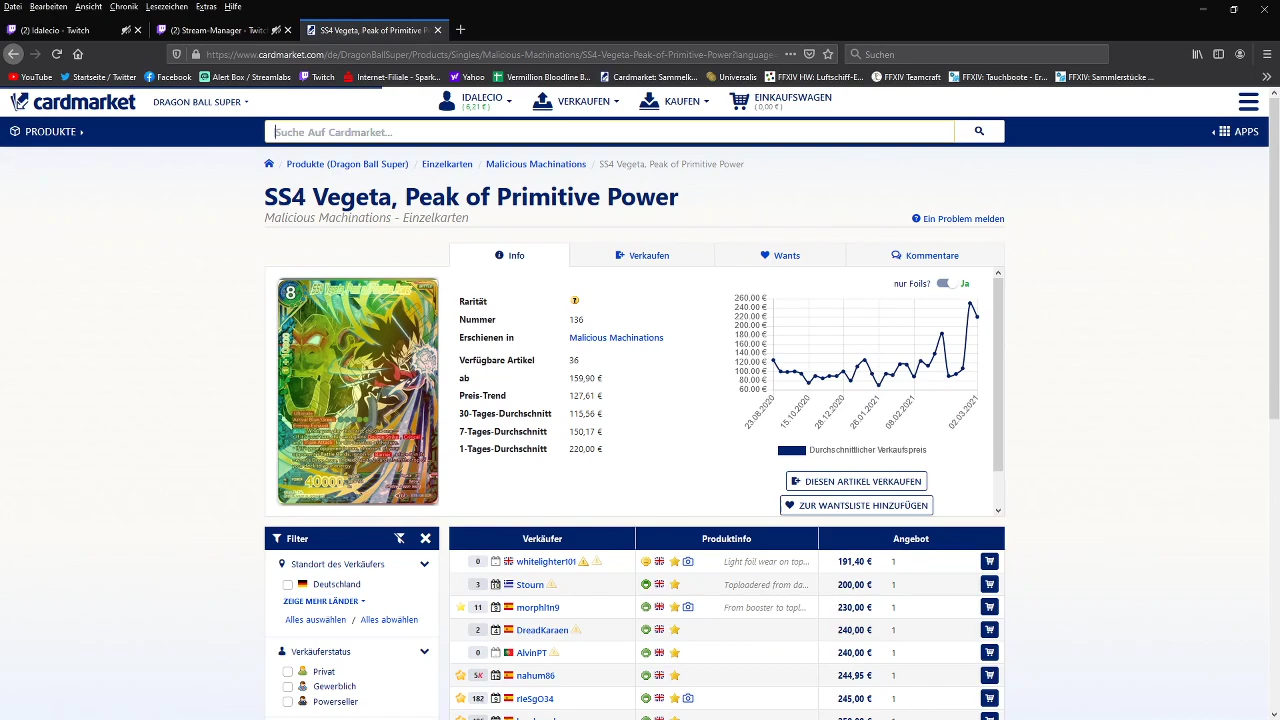 Datei Bearbeiten Ansicht Chronik Lesezeichen Extras Hilfe
(2) Idalecio - Twitch
(2) Stream-Manager - Twitch
SS4 Vegeta, Peak of Primitive P
https://www.cardmarket.com/de/DragonBallSuper/Products/Singles/Malicious-Machinations/SS4-Vegeta-Peak-of-Primitive-Power?language
Suchen
YouTube Startseite / Twitter Facebook Alert Box / Streamlabs Twitch Internet-Filiale - Spark... Yahoo Vermillion Bloodline B... Cardmarket - Sammelk... Universalis FFXIV HW: Luftschiff-E... FFXIV Teamcraft FFXIV: Tauchboote - E... FFXIV: Sammlerstücke ...
cardmarket
DRAGON BALL SUPER
IDALECIO
( 6,21 € )
VERKAUFEN
KAUFEN
EINKAUFSWAGEN
( 0,00 € )
PRODUKTE
Suche Auf Cardmarket...
APPS
Produkte (Dragon Ball Super) / Einzelkarten / Malicious Machinations / SS4 Vegeta, Peak of Primitive Power
SS4 Vegeta, Peak of Primitive Power
Malicious Machinations - Einzelkarten
Ein Problem melden
Info
Verkaufen
Wants
Kommentare
8
40000
Rarität
Nummer 136
Erschienen in Malicious Machinations
Verfügbare Artikel 36
ab 159,90 €
Preis-Trend 127,61 €
30-Tages-Durchschnitt 115,56 €
7-Tages-Durchschnitt 150,17 €
1-Tages-Durchschnitt 220,00 €
nur Foils? Ja
260.00 €
240.00 €
220.00 €
200.00 €
180.00 €
160.00 €
140.00 €
120.00 €
100.00 €
80.00 €
60.00 €
23.08.2020
15.10.2020
28.12.2020
26.01.2021
08.02.2021
02.03.2021
Durchschnittlicher Verkaufspreis
DIESEN ARTIKEL VERKAUFEN
ZUR WANTSLISTE HINZUFÜGEN
Filter
Standort des Verkäufers
Deutschland
ZEIGE MEHR LÄNDER
Alles auswählen / Alles abwählen
Verkäuferstatus
Privat
Gewerblich
Powerseller
Verkäufer Produktinfo Angebot
0 whitelighter101 Light foil wear on top... 191,40 € 1
3 Stourn Toploadered from da... 200,00 € 1
11 morphl1n9 From booster to topl... 230,00 € 1
2 DreadKaraen 240,00 € 1
0 AlvinPT 240,00 € 1
5K nahum86 244,95 € 1
182 rIeSgO34 245,00 € 1